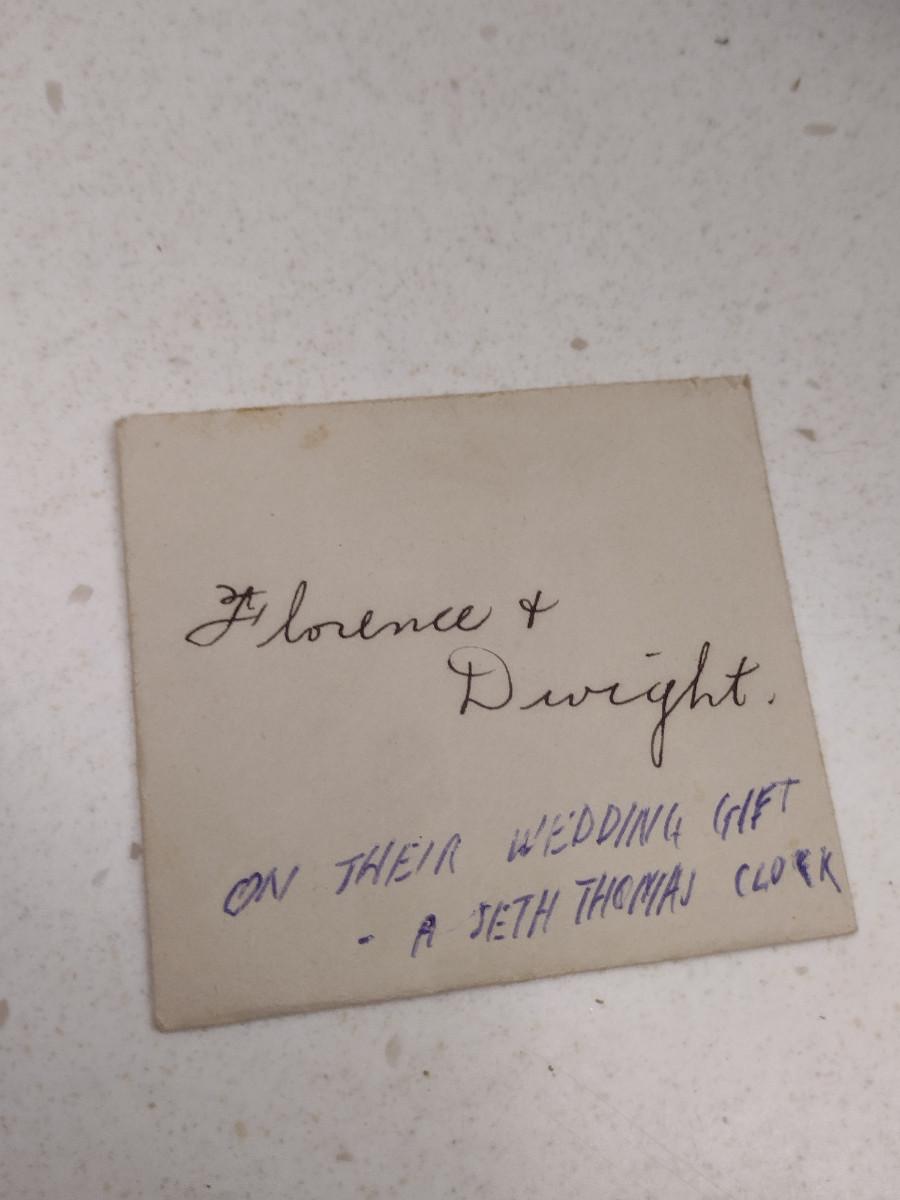 Florence &
Dwight.
ON THEIR WEDDING GIFT
- A SETH THOMAS CLOCK